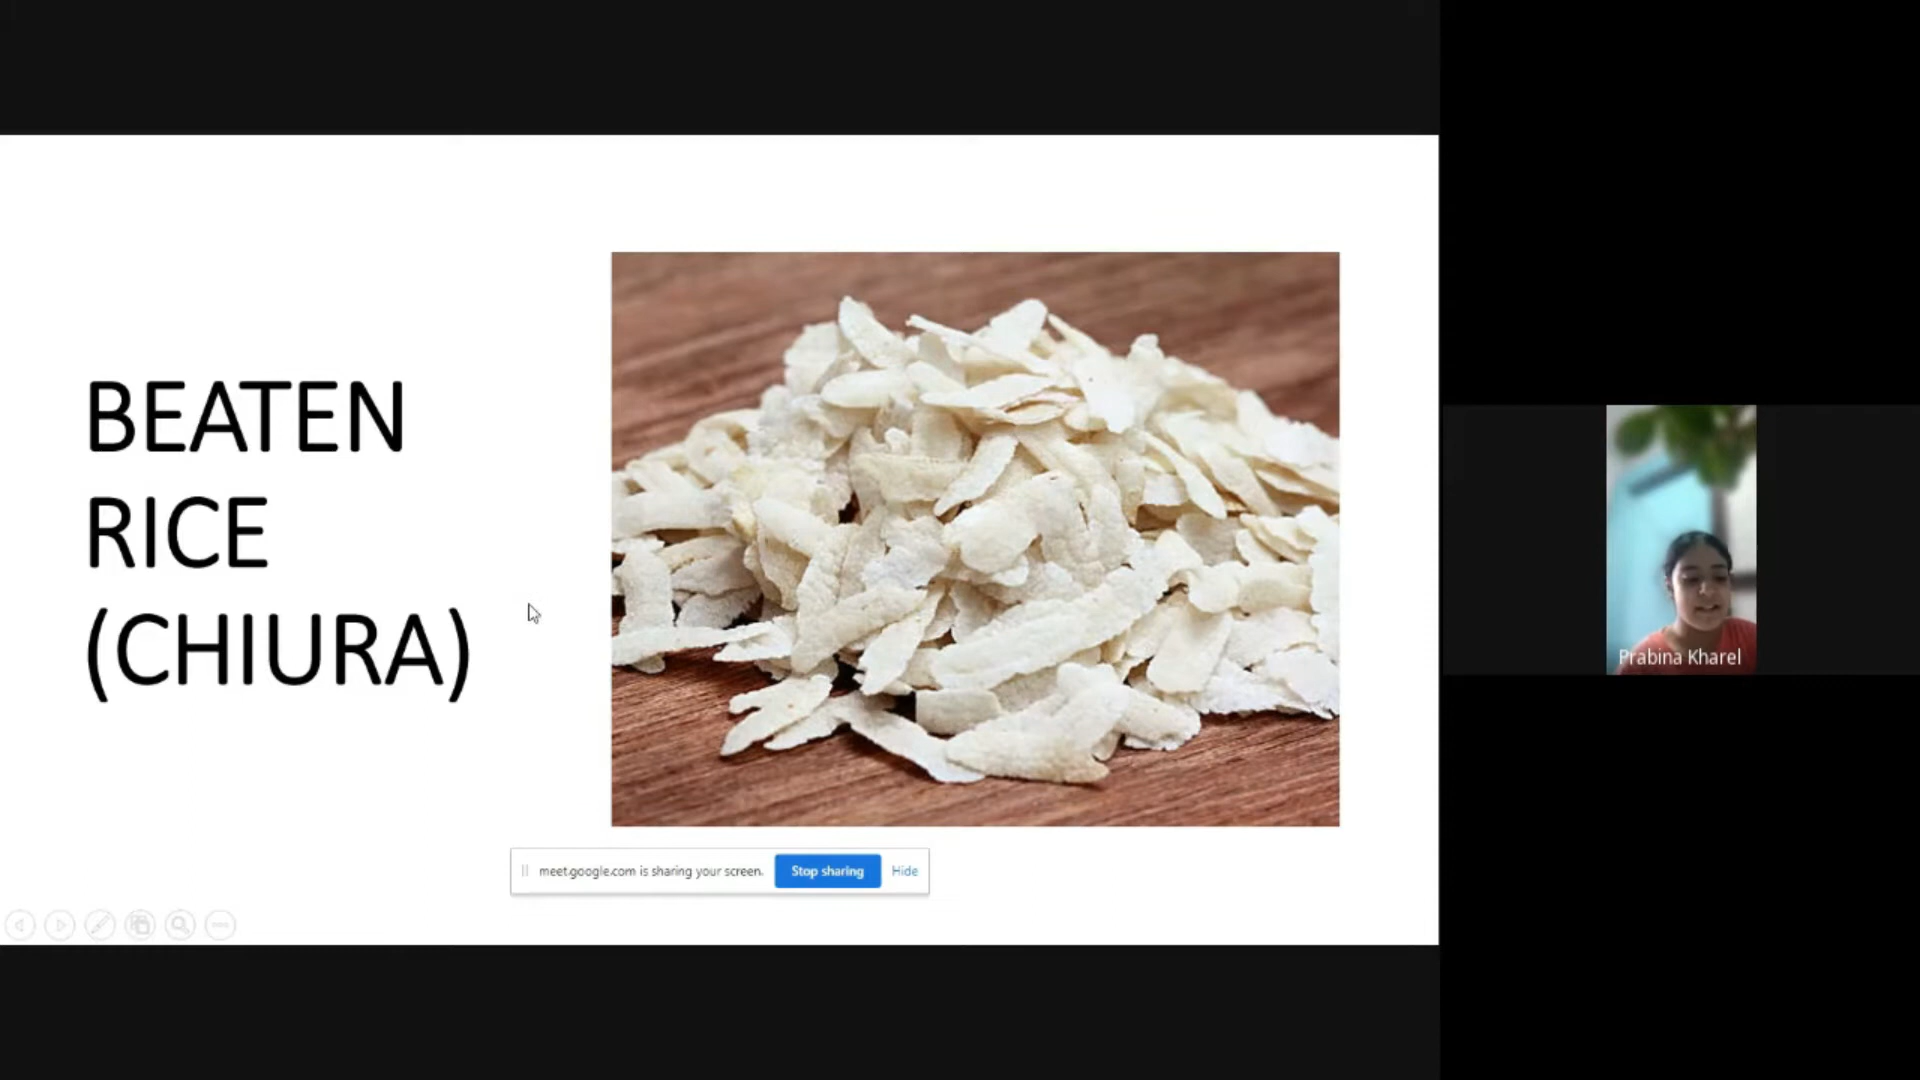 BEATEN
RICE
(CHIURA)
meet.google.com is sharing your screen.
Stop sharing
Hide
Prabina Kharel